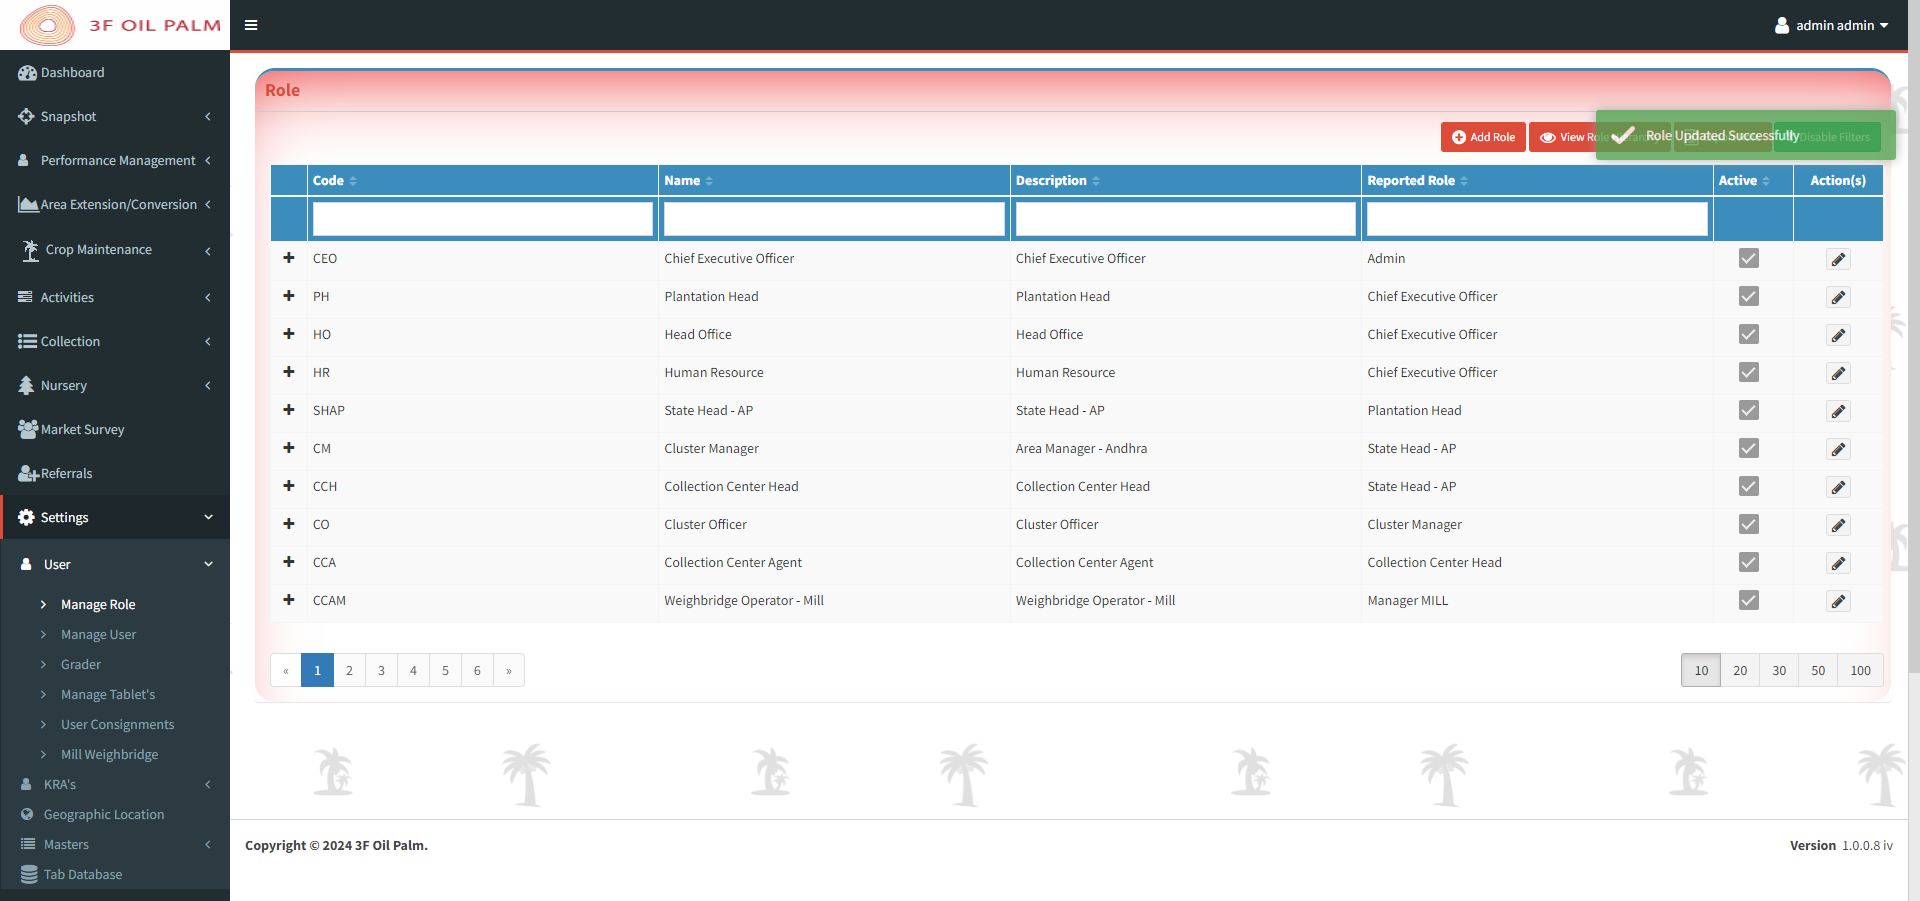 3F OIL PALM
admin admin
Dashboard
Snapshot
Performance Management
Area Extension/Conversion
Crop Maintenance
Activities
Collection
Nursery
Market Survey
Referrals
Settings
User
Manage Role
Manage User
Grader
Manage Tablet's
User Consignments
Mill Weighbridge
KRA's
Geographic Location
Masters
Tab Database
Role
Add Role
View Role
Role Updated Successfully
Disable Filters
Code Name Description Reported Role Active Action(s)
CEO Chief Executive Officer Chief Executive Officer Admin
PH Plantation Head Plantation Head Chief Executive Officer
HO Head Office Head Office Chief Executive Officer
HR Human Resource Human Resource Chief Executive Officer
SHAP State Head - AP State Head - AP Plantation Head
CM Cluster Manager Area Manager - Andhra State Head - AP
CCH Collection Center Head Collection Center Head State Head - AP
CO Cluster Officer Cluster Officer Cluster Manager
CCA Collection Center Agent Collection Center Agent Collection Center Head
CCAM Weighbridge Operator - Mill Weighbridge Operator - Mill Manager MILL
« 1 2 3 4 5 6 » 10 20 30 50 100
Copyright © 2024 3F Oil Palm. Version 1.0.0.8 iv